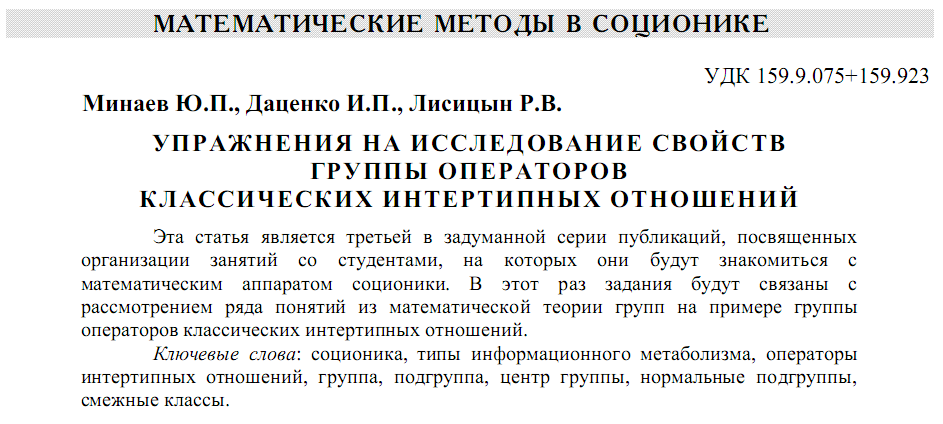 МАТЕМАТИЧЕСКИЕ МЕТОДЫ В СОЦИОНИКЕ
УДК 159.9.075+159.923
Минаев Ю.П., Даценко И.П., Лисицын Р.В.
УПРАЖНЕНИЯ НА ИССЛЕДОВАНИЕ СВОЙСТВ
ГРУППЫ ОПЕРАТОРОВ
КЛАССИЧЕСКИХ ИНТЕРТИПНЫХ ОТНОШЕНИЙ
Эта статья является третьей в задуманной серии публикаций, посвященных
организации занятий со студентами, на которых они будут знакомиться с
математическим аппаратом соционики. В этот раз задания будут связаны с
рассмотрением ряда понятий из математической теории групп на примере группы
операторов классических интертипных отношений.
Ключевые слова: соционика, типы информационного метаболизма, операторы
интертипных отношений, группа, подгруппа, центр группы, нормальные подгруппы,
смежные классы.